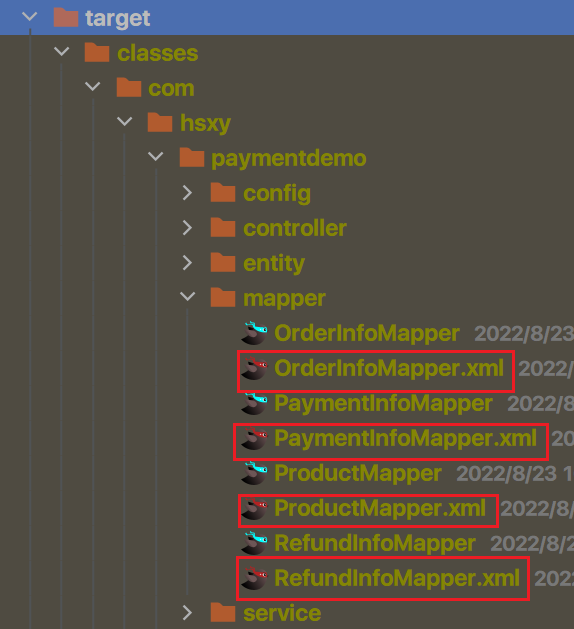 target
classes
com
hsxy
paymentdemo
config
controller
entity
mapper
OrderInfoMapper 2022/8/23
OrderInfoMapper.xml 2022/
PaymentInfoMapper 2022/8
PaymentInfoMapper.xml 20
ProductMapper 2022/8/23 1
ProductMapper.xml 2022/8/
RefundInfoMapper 2022/8/2
RefundInfoMapper.xml 2022
service